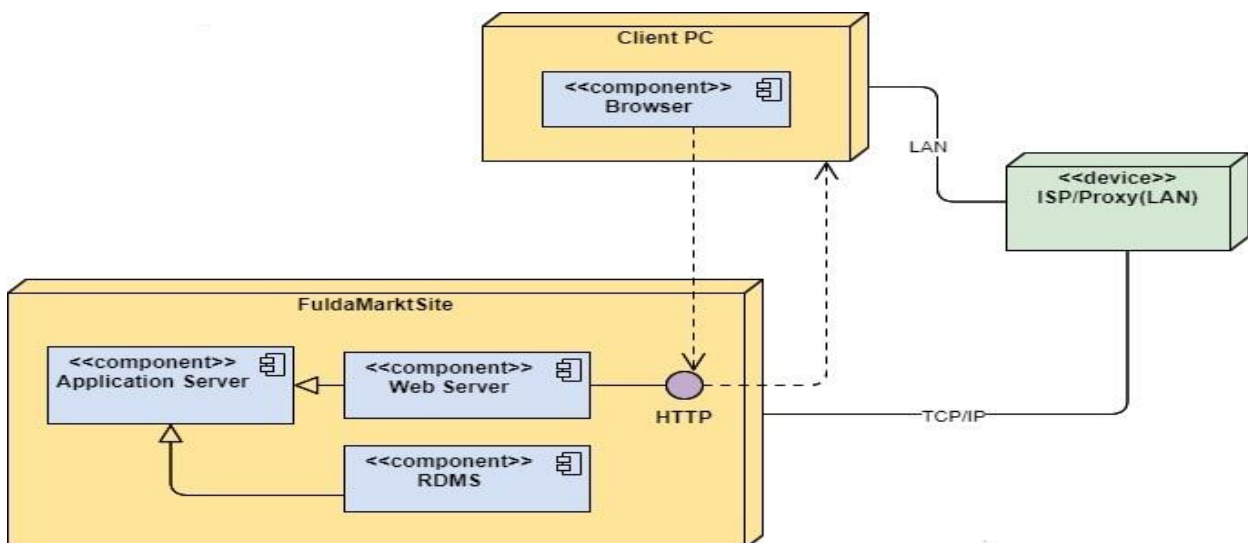 Client PC
<<component>>
Browser
LAN
<<device>>
ISP/Proxy(LAN)
FuldaMarktSite
<<component>>
Application Server
<<component>>
Web Server
HTTP
TCP/IP
<<component>>
RDMS